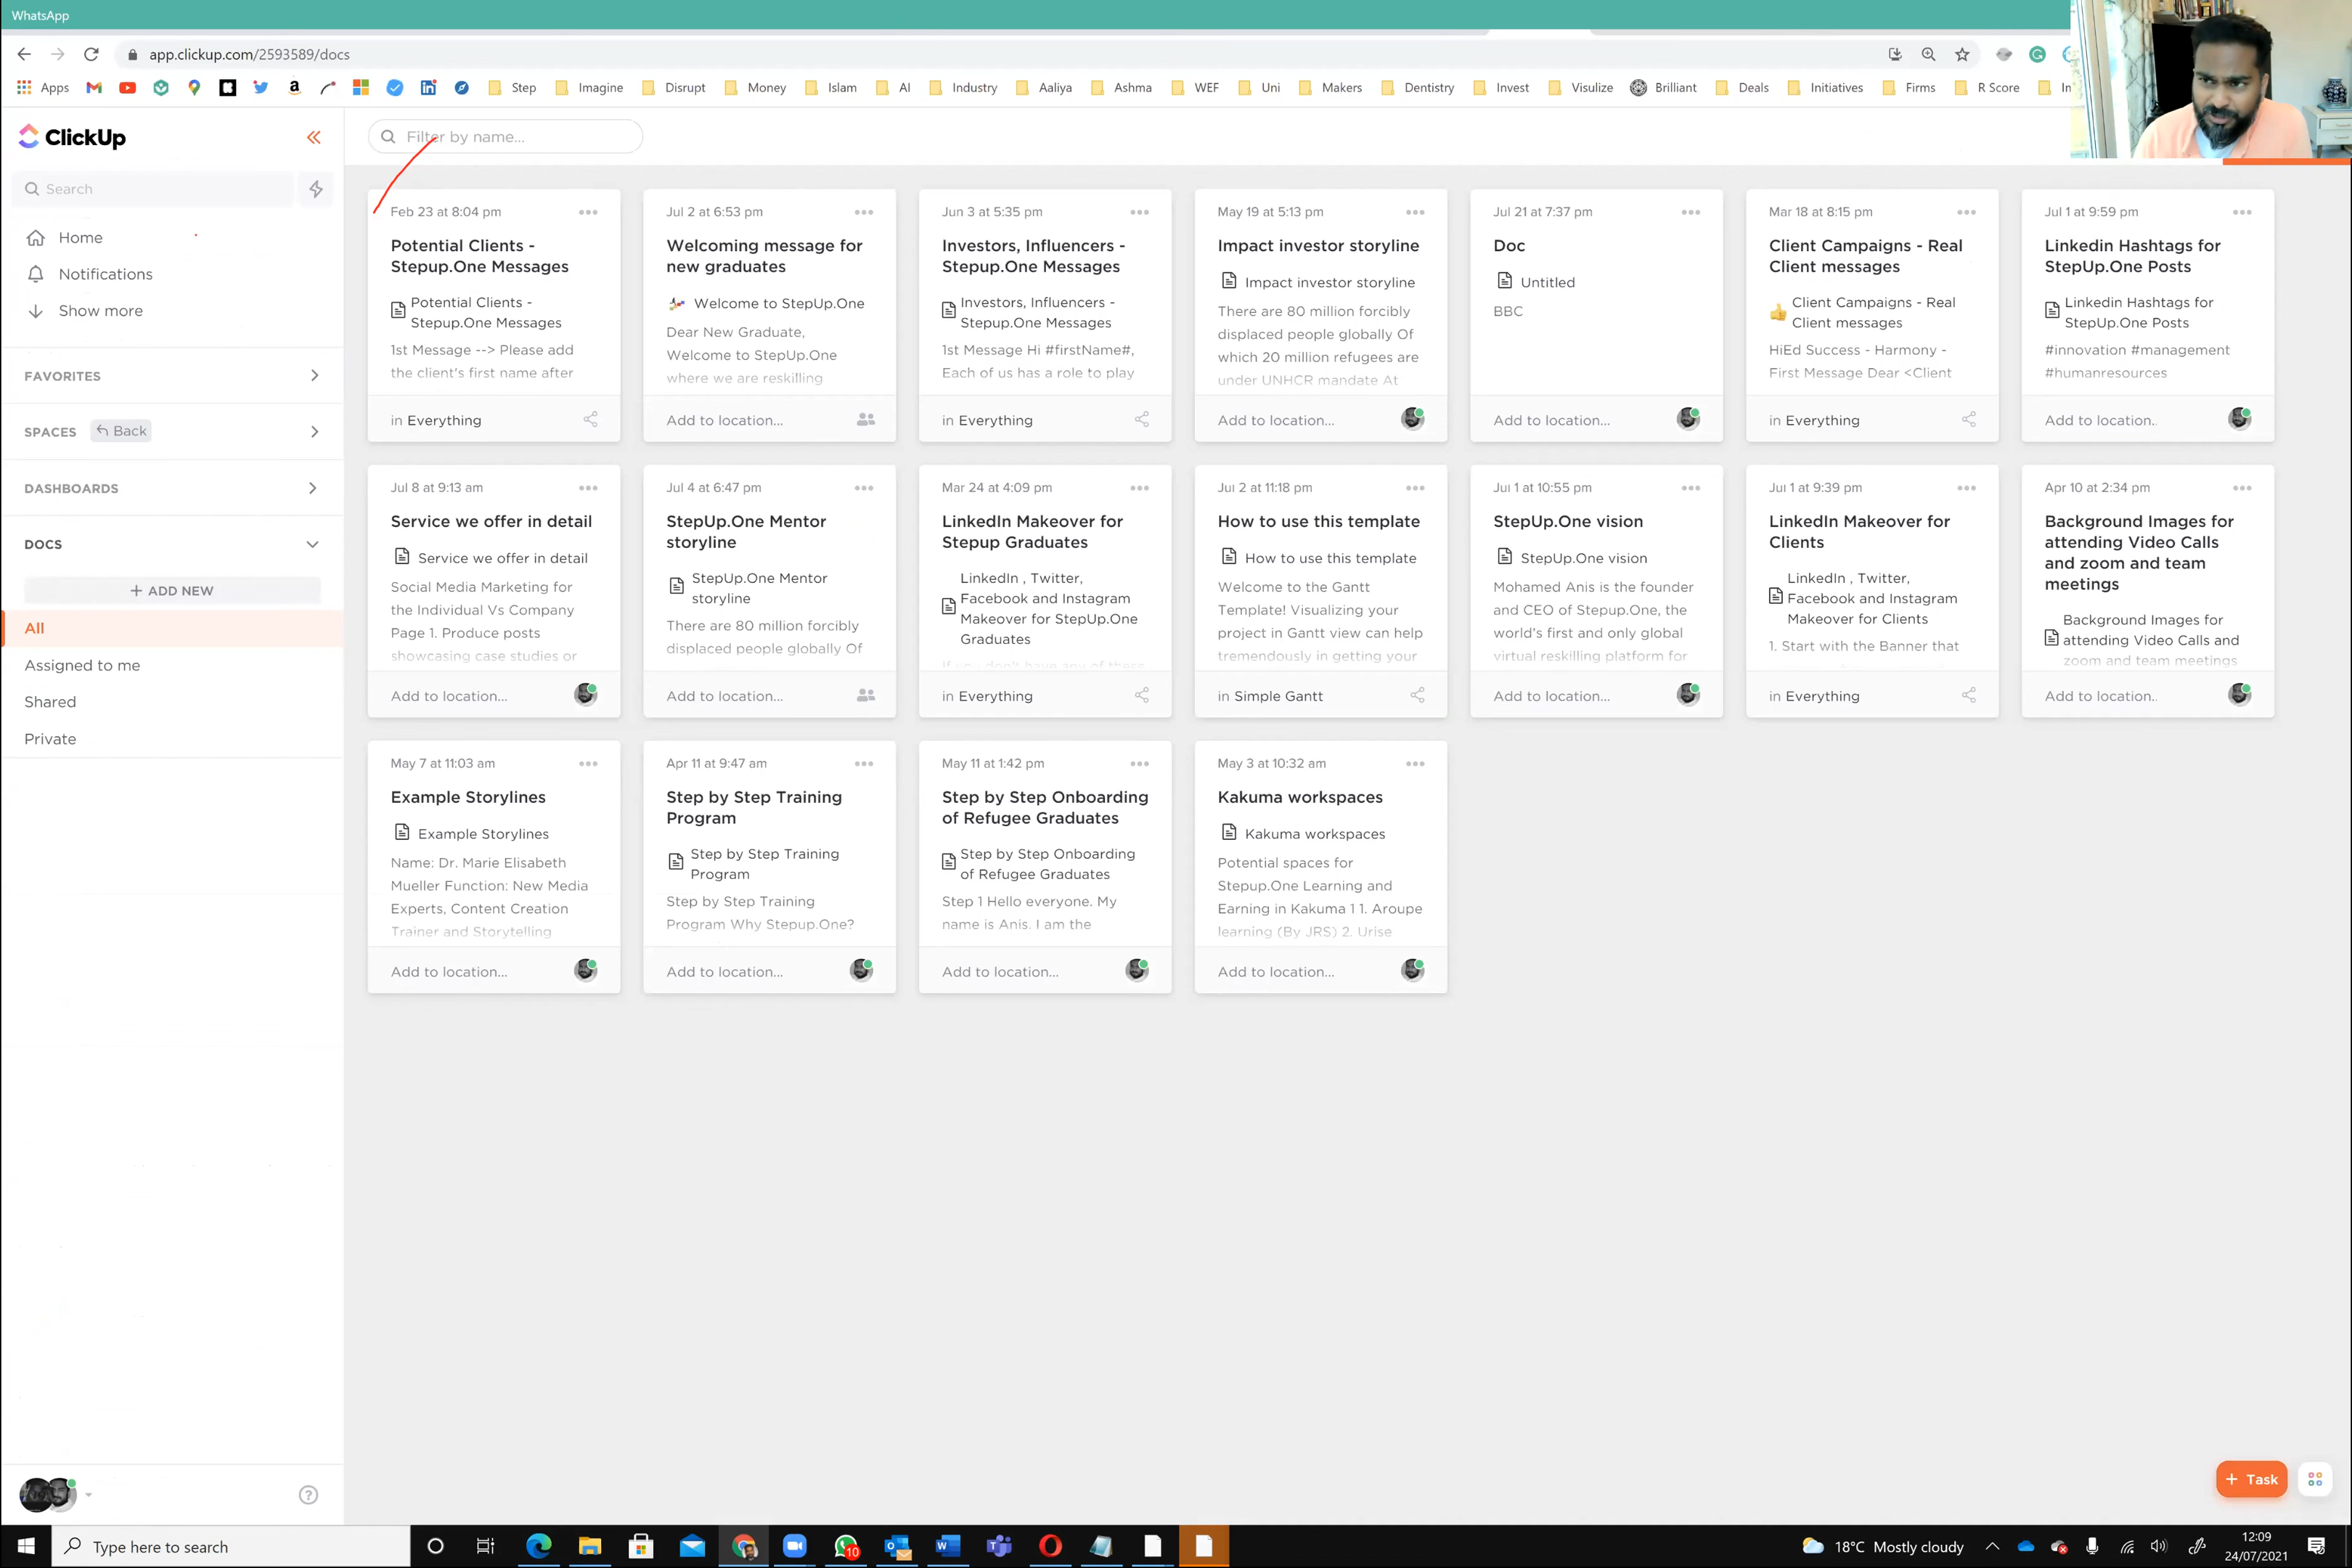 WhatsApp
app.clickup.com/2593589/docs
Apps Step Imagine Disrupt Money Islam AI Industry Aaliya Ashma WEF Uni Makers Dentistry Invest Visulize Brilliant Deals Initiatives Firms R Score
ClickUp
Filter by name...
Search
Home
Notifications
Show more
FAVORITES
SPACES Back
DASHBOARDS
DOCS
+ ADD NEW
All
Assigned to me
Shared
Private
Feb 23 at 8:04 pm
Potential Clients -
Stepup.One Messages
Potential Clients -
Stepup.One Messages
1st Message --> Please add
the client's first name after
in Everything
Jul 2 at 6:53 pm
Welcoming message for
new graduates
Welcome to StepUp.One
Dear New Graduate,
Welcome to StepUp.One
where we are reskilling
Add to location...
Jun 3 at 5:35 pm
Investors, Influencers -
Stepup.One Messages
Investors, Influencers -
Stepup.One Messages
1st Message Hi #firstName#,
Each of us has a role to play
in Everything
May 19 at 5:13 pm
Impact investor storyline
Impact investor storyline
There are 80 million forcibly
displaced people globally Of
which 20 million refugees are
under UNHCR mandate At
Add to location...
Jul 21 at 7:37 pm
Doc
Untitled
BBC
Add to location...
Mar 18 at 8:15 pm
Client Campaigns - Real
Client messages
Client Campaigns - Real
Client messages
HiEd Success - Harmony -
First Message Dear <Client
in Everything
Jul 1 at 9:59 pm
Linkedin Hashtags for
StepUp.One Posts
Linkedin Hashtags for
StepUp.One Posts
#innovation #management
#humanresources
Add to location..
Jul 8 at 9:13 am
Service we offer in detail
Service we offer in detail
Social Media Marketing for
the Individual Vs Company
Page 1. Produce posts
showcasing case studies or
Add to location...
Jul 4 at 6:47 pm
StepUp.One Mentor
storyline
StepUp.One Mentor
storyline
There are 80 million forcibly
displaced people globally Of
Add to location...
Mar 24 at 4:09 pm
LinkedIn Makeover for
Stepup Graduates
LinkedIn , Twitter,
Facebook and Instagram
Makeover for StepUp.One
Graduates
If you don't have any of these
in Everything
Jul 2 at 11:18 pm
How to use this template
How to use this template
Welcome to the Gantt
Template! Visualizing your
project in Gantt view can help
tremendously in getting your
in Simple Gantt
Jul 1 at 10:55 pm
StepUp.One vision
StepUp.One vision
Mohamed Anis is the founder
and CEO of Stepup.One, the
world's first and only global
virtual reskilling platform for
Add to location...
Jul 1 at 9:39 pm
LinkedIn Makeover for
Clients
LinkedIn , Twitter,
Facebook and Instagram
Makeover for Clients
1. Start with the Banner that
in Everything
Apr 10 at 2:34 pm
Background Images for
attending Video Calls
and zoom and team
meetings
Background Images for
attending Video Calls and
zoom and team meetings
Add to location..
May 7 at 11:03 am
Example Storylines
Example Storylines
Name: Dr. Marie Elisabeth
Mueller Function: New Media
Experts, Content Creation
Trainer and Storytelling
Add to location...
Apr 11 at 9:47 am
Step by Step Training
Program
Step by Step Training
Program
Step by Step Training
Program Why Stepup.One?
Add to location...
May 11 at 1:42 pm
Step by Step Onboarding
of Refugee Graduates
Step by Step Onboarding
of Refugee Graduates
Step 1 Hello everyone. My
name is Anis. I am the
Add to location...
May 3 at 10:32 am
Kakuma workspaces
Kakuma workspaces
Potential spaces for
Stepup.One Learning and
Earning in Kakuma 1 1. Aroupe
learning (By JRS) 2. Urise
Add to location...
+ Task
Type here to search
10
18°C Mostly cloudy
12:09
24/07/2021